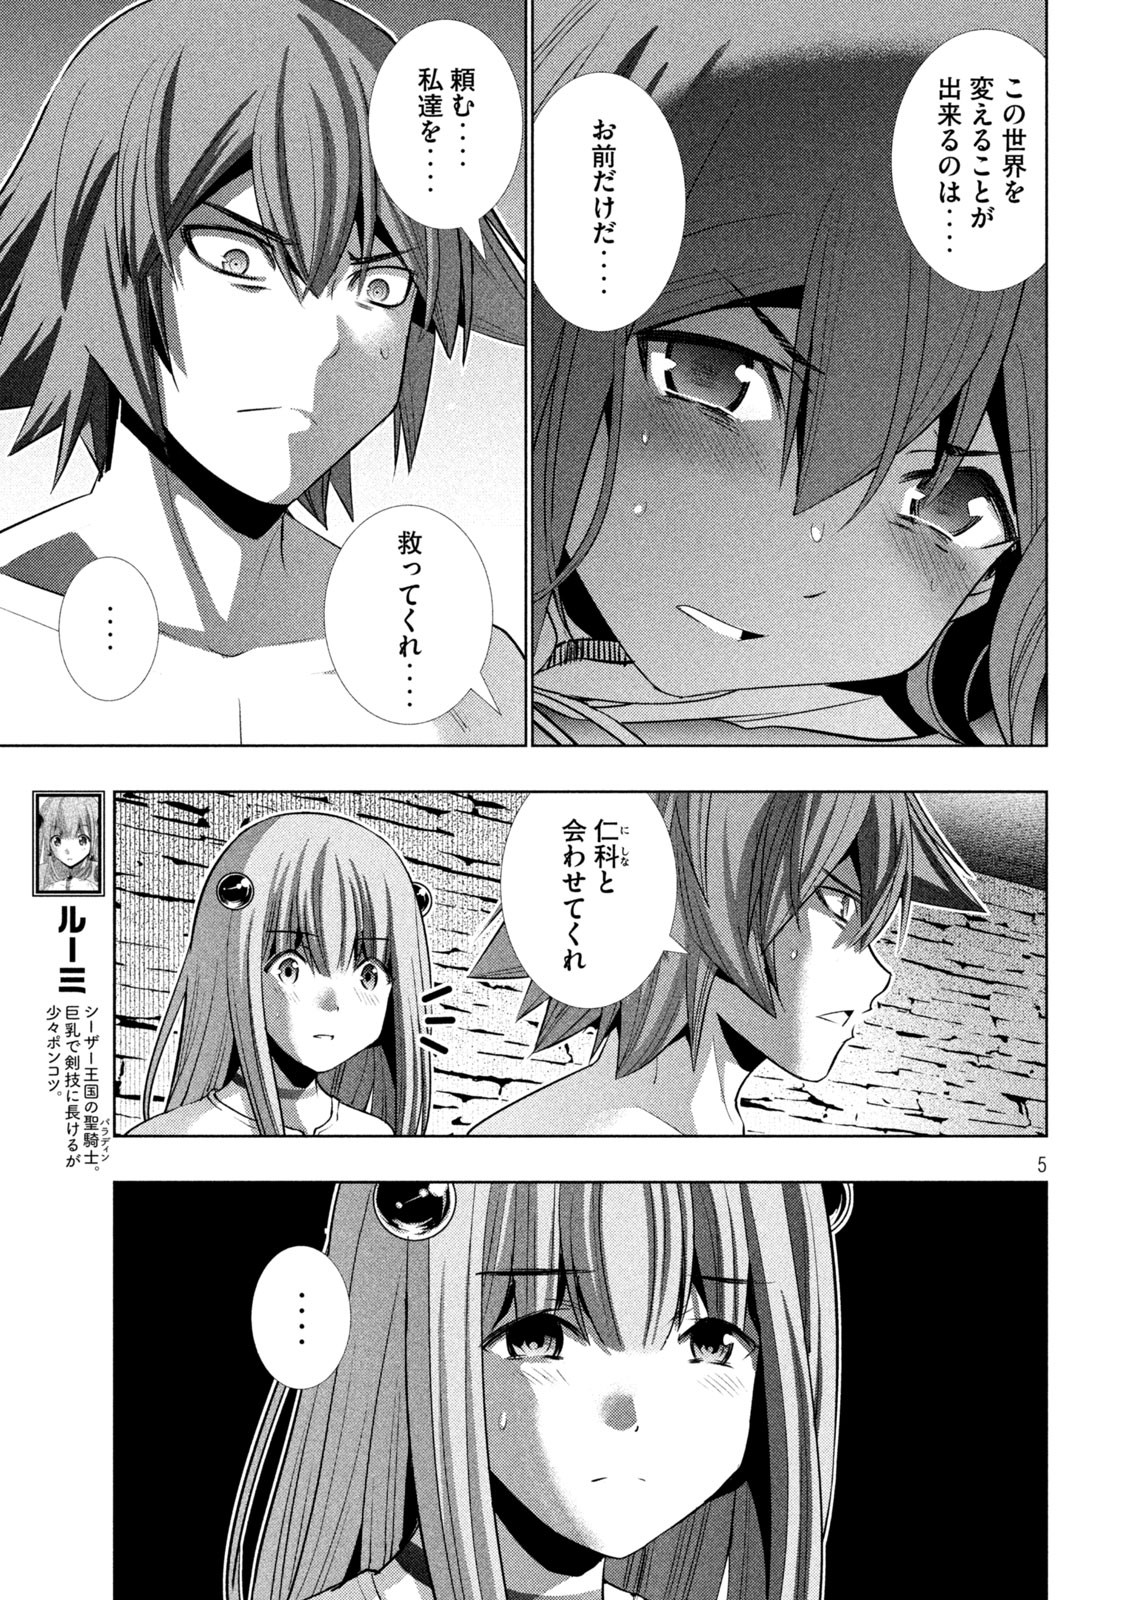 この世界を
変えることが
出来るのは‥‥
お前だけだ‥‥
頼む‥‥
私達を‥‥
救ってくれ‥‥
‥‥
仁科と
にしな
会わせてくれ
ルーミ
シーザー王国の聖騎士。
パラディン
巨乳で剣技に長けるが
少々ポンコツ。
5
‥‥